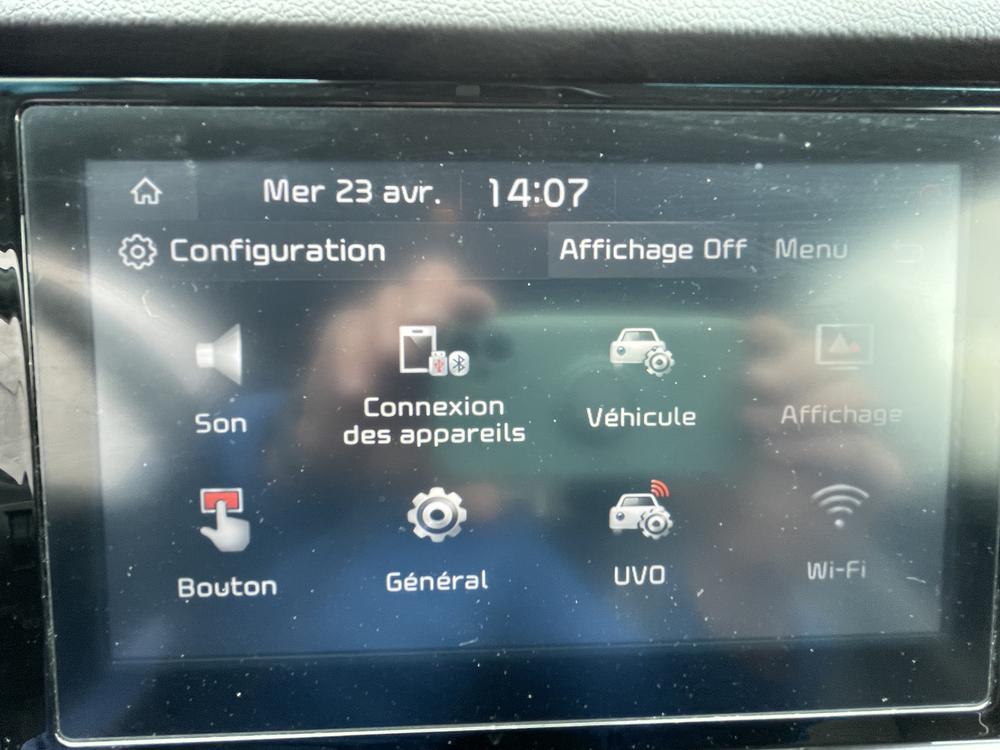 Mer 23 avr. 14:07
Configuration Affichage Off Menu
Son
Connexion
des appareils
Véhicule
Affichage
Bouton
Général
UVO
Wi-Fi